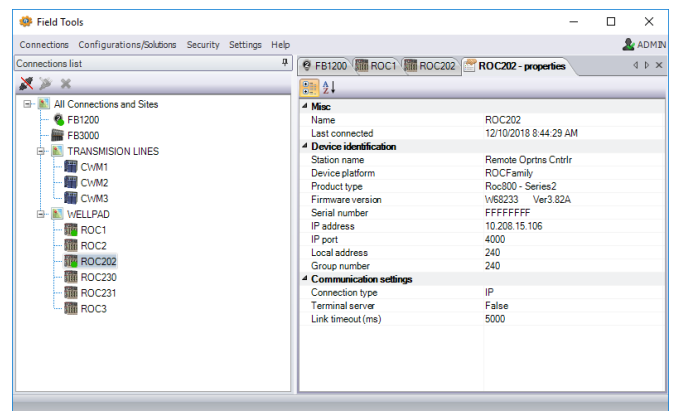 Field Tools
Connections Configurations/Solutions Security Settings Help
ADMIN
Connections list
FB1200 ROC1 ROC202 ROC202 - properties
All Connections and Sites
FB1200
FB3000
TRANSMISION LINES
CWM1
CWM2
CWM3
WELLPAD
ROC1
ROC2
ROC202
ROC230
ROC231
ROC3
Misc
Name ROC202
Last connected 12/10/2018 8:44:29 AM
Device identification
Station name Remote Oprtns Cntrlr
Device platform ROCFamily
Product type Roc800 - Series2
Firmware version W68233 Ver3.82A
Serial number FFFFFFFF
IP address 10.208.15.106
IP port 4000
Local address 240
Group number 240
Communication settings
Connection type IP
Terminal server False
Link timeout (ms) 5000